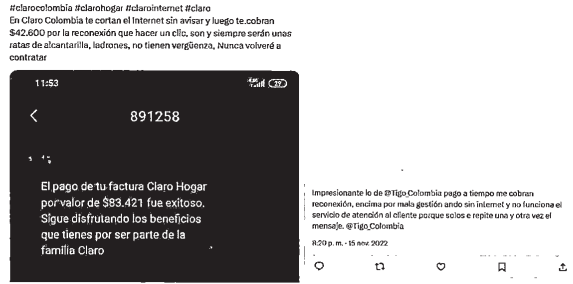 #clarocolombia #clarohogar #clarointernet #claro
En Claro Colombia te cortan el internet sin avisar y luego te.cobran
$42.600 por la reconexión que hacer un clic, son y siempre serán unas
ratas de alcantarilla, ladrones, no tienen vergüenza, Nunca volveré a
contratar
11:53
29
891258
El pago de tu factura Claro Hogar
por valor de $83.421 fue exitoso.
Sigue disfrutando los beneficios
que tienes por ser parte de la
familia Claro
Impresionante lo de @Tigo_Colombia pago a tiempo me cobran
reconexión, encima por mala gestión ando sin internet y no funciona el
servicio de atención al cliente porque solos e repite una y otra vez el
mensaje. @Tigo_Colombia
8:20 p. m. · 15 nov. 2022